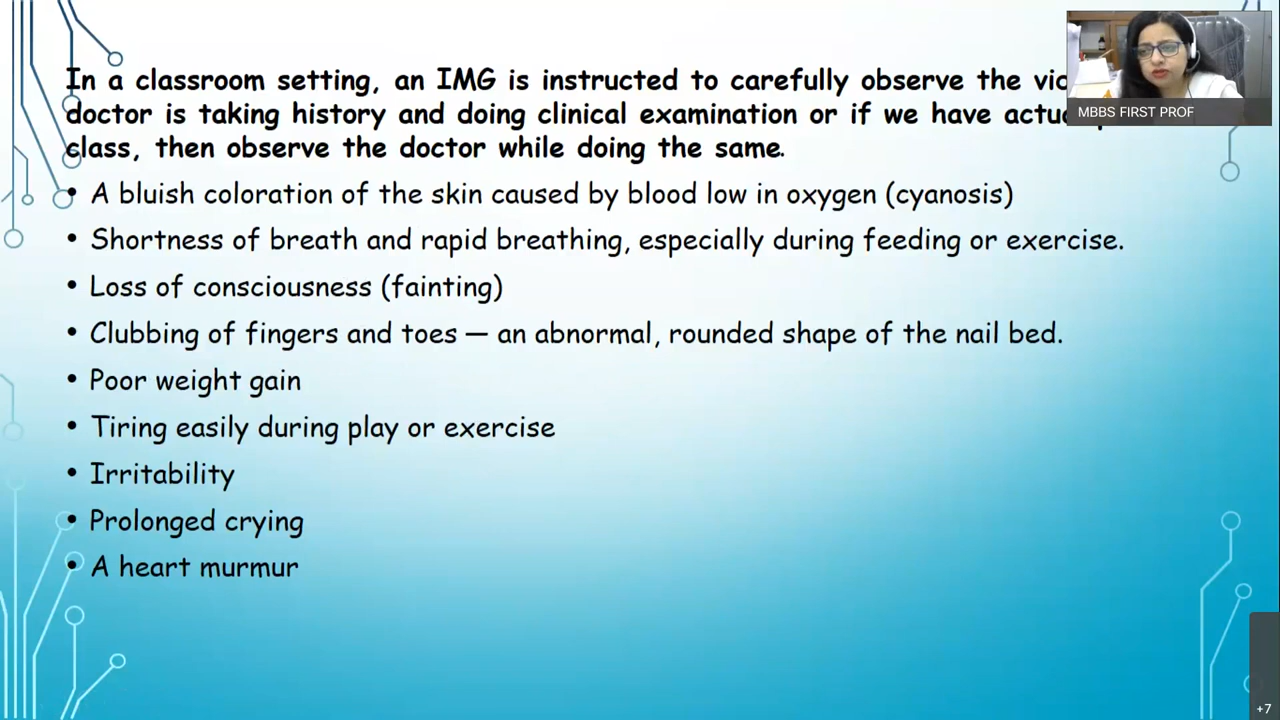 In a classroom setting, an IMG is instructed to carefully observe the
doctor is taking history and doing clinical examination or if we have
class, then observe the doctor while doing the same.
MBBS FIRST PROF
• A bluish coloration of the skin caused by blood low in oxygen (cyanosis)
• Shortness of breath and rapid breathing, especially during feeding or exercise.
• Loss of consciousness (fainting)
• Clubbing of fingers and toes — an abnormal, rounded shape of the nail bed.
• Poor weight gain
• Tiring easily during play or exercise
• Irritability
• Prolonged crying
• A heart murmur
+7